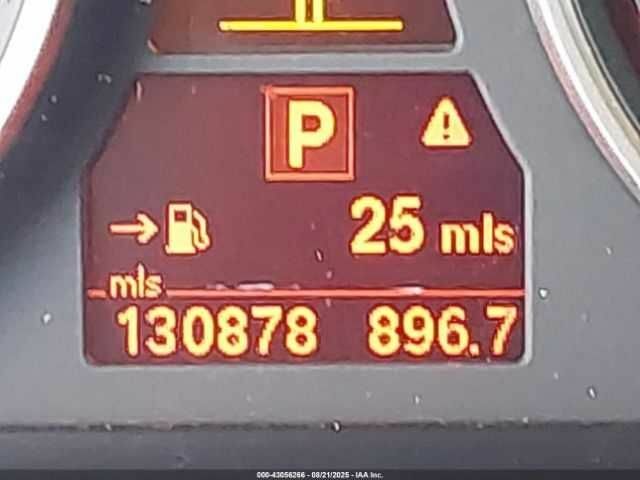 P
25 mls
mls
130878 896.7
000-43056266 - 08/21/2025 - IAA Inc.